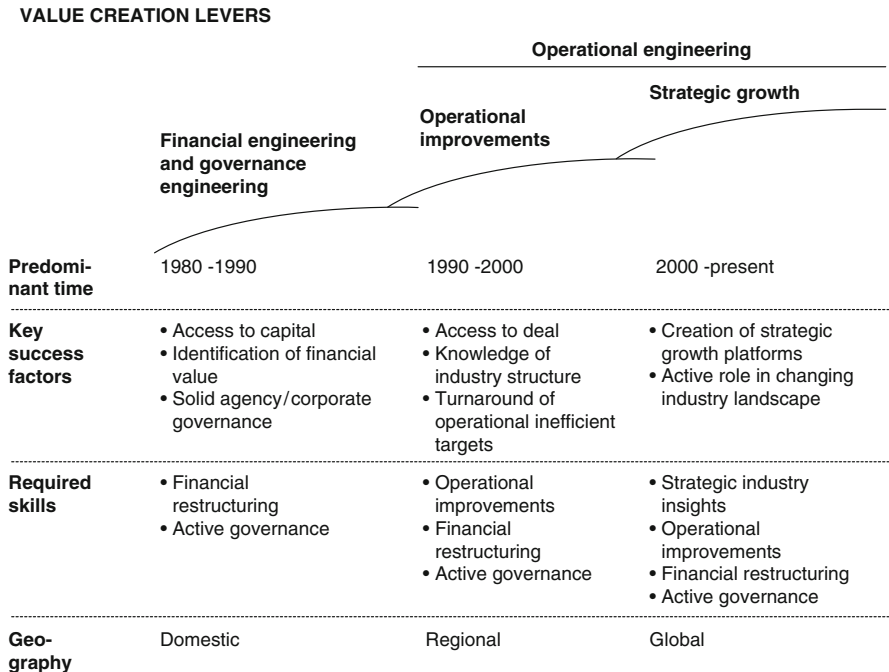 VALUE CREATION LEVERS
Operational engineering
Strategic growth
Operational
improvements
Financial engineering
and governance
engineering
Predomi-
nant time
1980 -1990
1990 -2000
2000 -present
Key
success
factors
• Access to capital
• Identification of financial
value
• Solid agency/corporate
governance
• Access to deal
• Knowledge of
industry structure
• Turnaround of
operational inefficient
targets
• Creation of strategic
growth platforms
• Active role in changing
industry landscape
Required
skills
• Financial
restructuring
• Active governance
• Operational
improvements
• Financial
restructuring
• Active governance
• Strategic industry
insights
• Operational
improvements
• Financial restructuring
• Active governance
Geo-
graphy
Domestic
Regional
Global